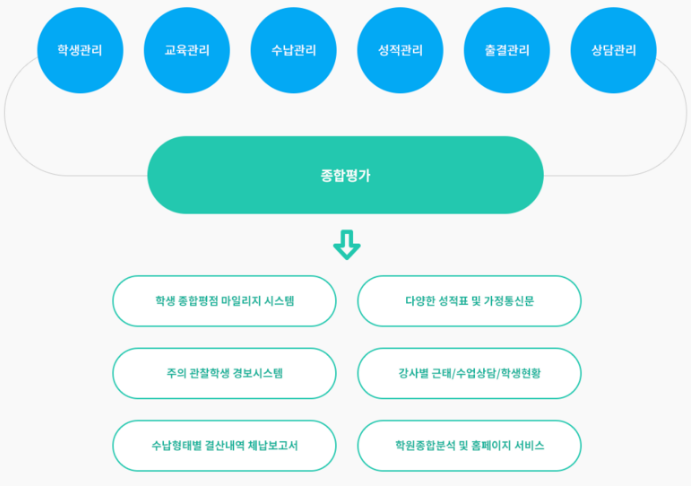 학생관리
교육관리
수납관리
성적관리
출결관리
상담관리
종합평가
학생 종합평점 마일리지 시스템
다양한 성적표 및 가정통신문
주의 관찰학생 경보시스템
강사별 근태/수업상담/학생현황
수납형태별 결산내역 체납보고서
학원종합분석 및 홈페이지 서비스